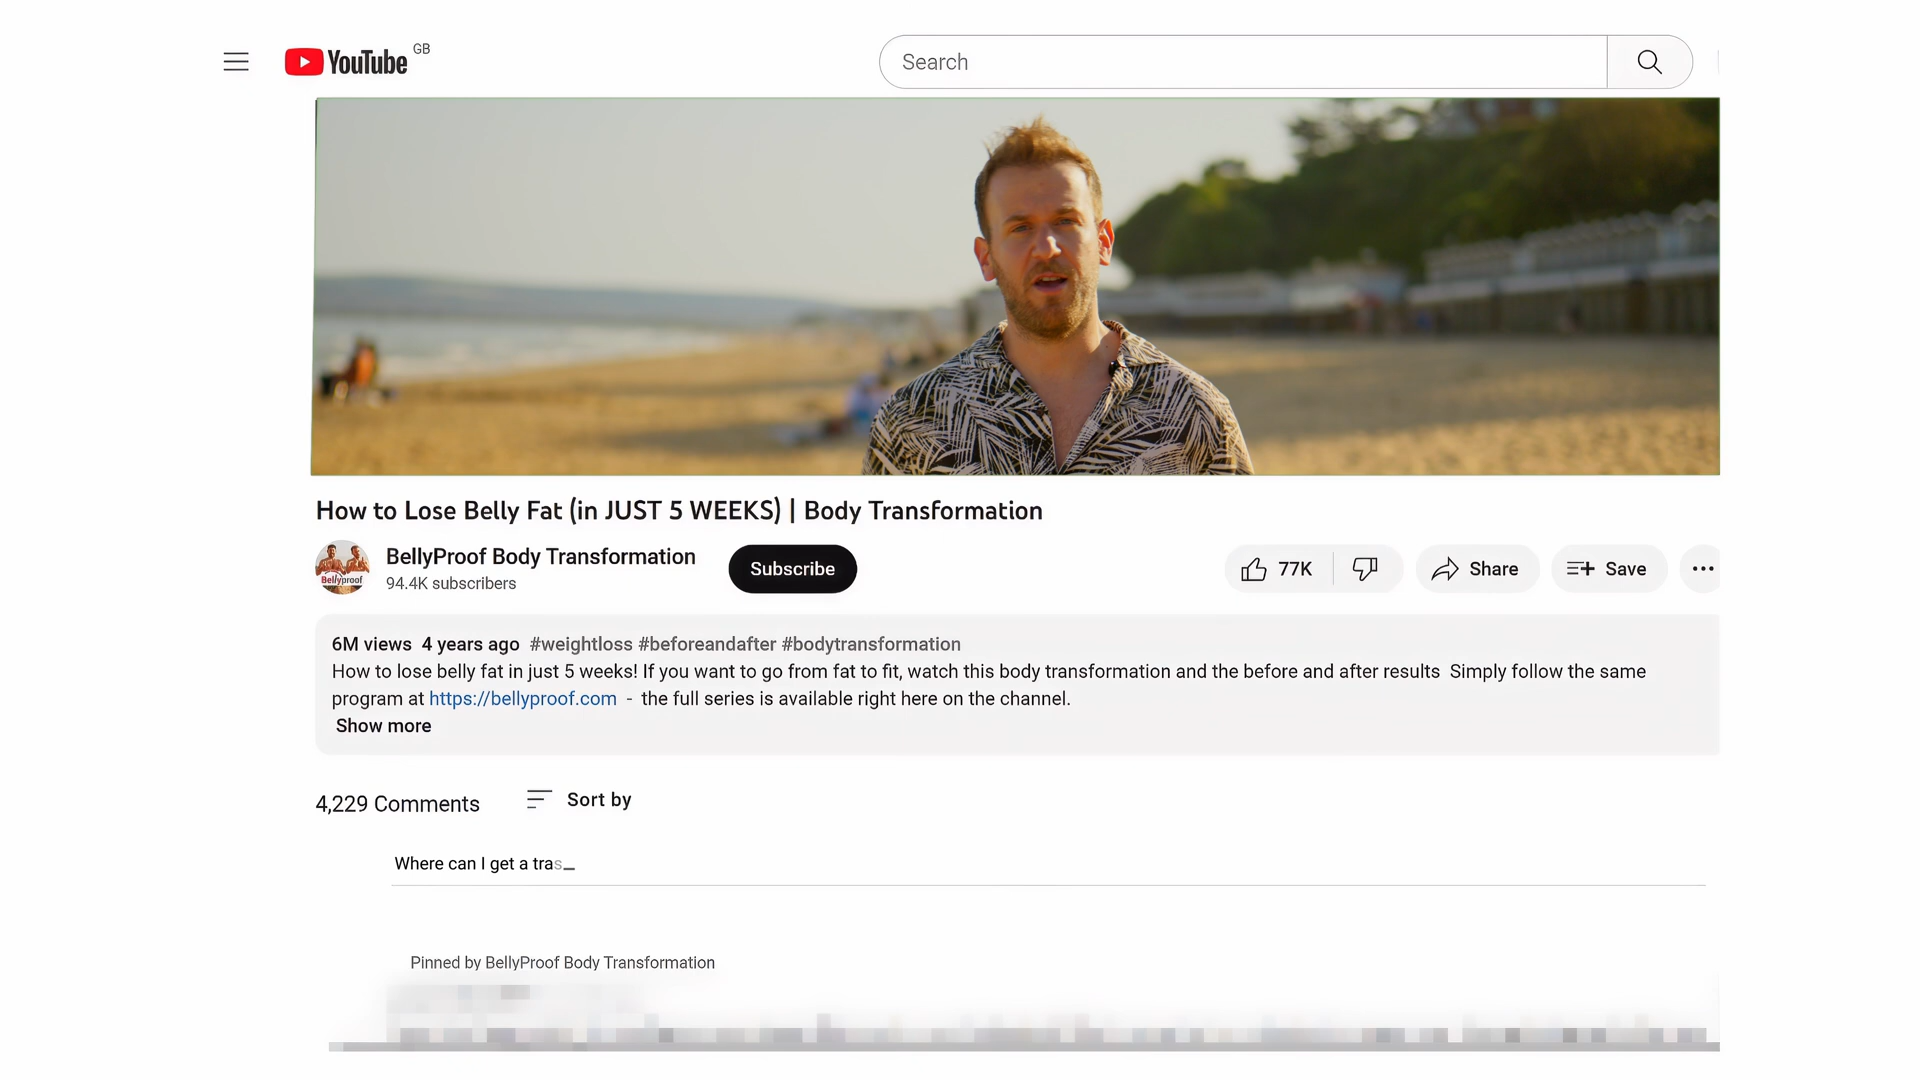 YouTube GB
Search
How to Lose Belly Fat (in JUST 5 WEEKS) | Body Transformation
Bellyproof
BellyProof Body Transformation
94.4K subscribers
Subscribe
77K
Share
Save
6M views 4 years ago #weightloss #beforeandafter #bodytransformation
How to lose belly fat in just 5 weeks! If you want to go from fat to fit, watch this body transformation and the before and after results Simply follow the same
program at https://bellyproof.com - the full series is available right here on the channel.
Show more
4,229 Comments
Sort by
Where can I get a tras_
Pinned by BellyProof Body Transformation